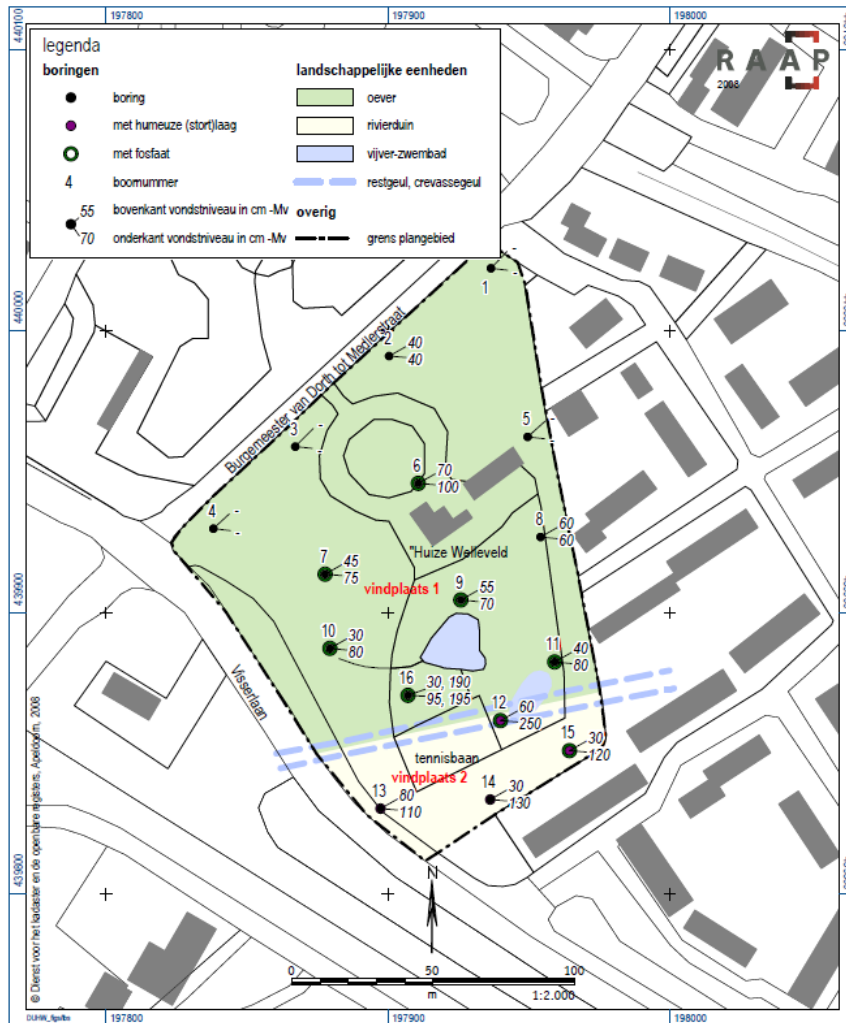 197800
197900
198000
440100
440000
439900
439800
legenda
boringen
boring
met humeuze (stort)laag
met fosfaat
4 boornummer
55 bovenkant vondstniveau in cm -Mv
70 onderkant vondstniveau in cm -Mv
landschappelijke eenheden
oever
rivierduin
vijver-zwembad
restgeul, crevassegeul
overig
grens plangebied
RAAP
2008
1 - -
Burgemeester van Dorth tot Medlerstraat
2 40
40
3 - -
5 - -
6 70
100
4 - -
8 60
60
"Huize Welleveld
7 45
75
vindplaats 1
9 55
70
10 30
80
11 40
80
Visserlaan
16 30, 190
95, 195
12 60
250
15 30
120
tennisbaan
vindplaats 2
13 80
110
14 30
130
N
0 50 100
m
1:2.000
© Dienst voor het kadaster en de openbare registers, Apeldoorn, 2008
197800
197900
198000